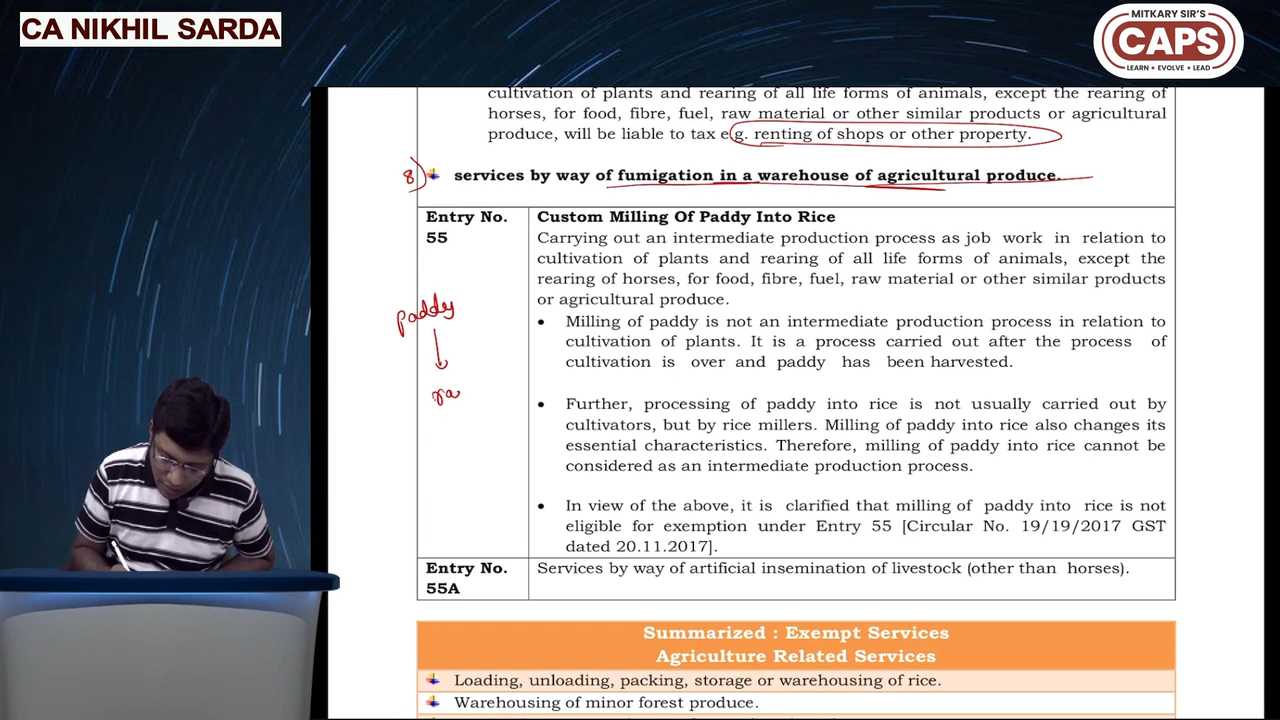 CA NIKHIL SARDA
MITKARY SIR'S
CAPS
LEARN • EVOLVE • LEAD
cultivation of plants and rearing of all life forms of animals, except the rearing of
horses, for food, fibre, fuel, raw material or other similar products or agricultural
produce, will be liable to tax e.g. renting of shops or other property.
8) services by way of fumigation in a warehouse of agricultural produce.
Entry No.
55
Custom Milling Of Paddy Into Rice
Carrying out an intermediate production process as job work in relation to
cultivation of plants and rearing of all life forms of animals, except the
rearing of horses, for food, fibre, fuel, raw material or other similar products
or agricultural produce.
paddy
• Milling of paddy is not an intermediate production process in relation to
cultivation of plants. It is a process carried out after the process of
cultivation is over and paddy has been harvested.
• Further, processing of paddy into rice is not usually carried out by
cultivators, but by rice millers. Milling of paddy into rice also changes its
essential characteristics. Therefore, milling of paddy into rice cannot be
considered as an intermediate production process.
• In view of the above, it is clarified that milling of paddy into rice is not
eligible for exemption under Entry 55 [Circular No. 19/19/2017 GST
dated 20.11.2017].
Entry No.
55A
Services by way of artificial insemination of livestock (other than horses).
Summarized : Exempt Services
Agriculture Related Services
Loading, unloading, packing, storage or warehousing of rice.
Warehousing of minor forest produce.